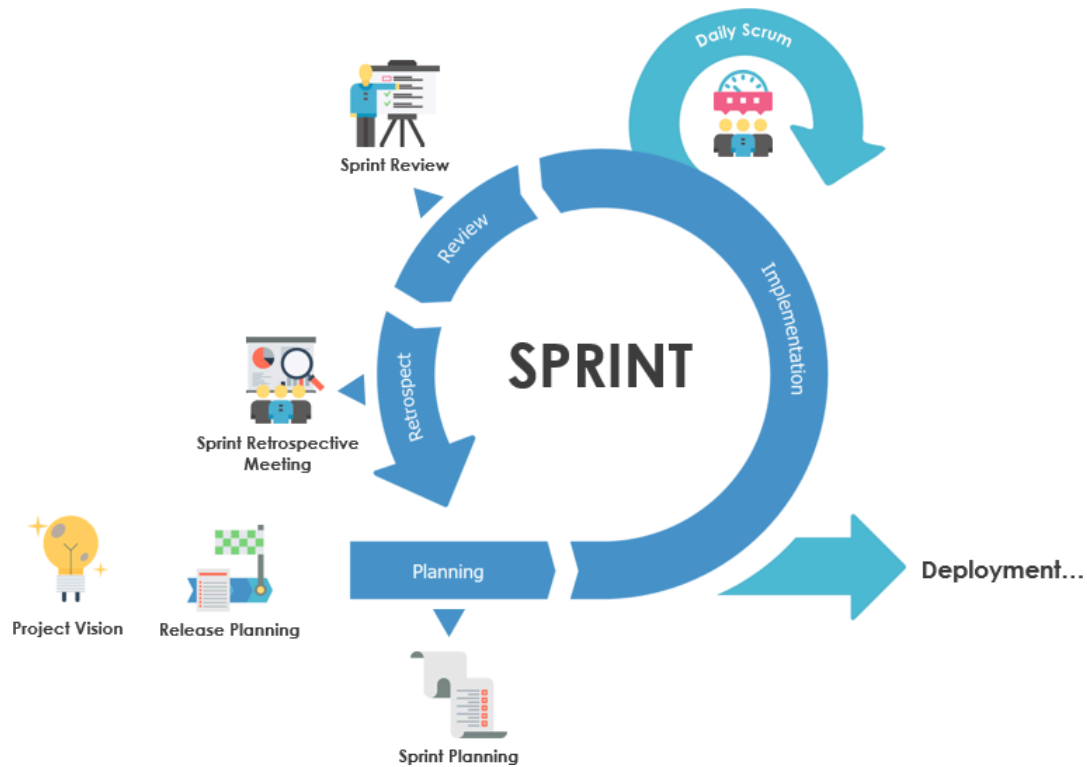 Daily Scrum
Sprint Review
Review
Implementation
SPRINT
Retrospect
Sprint Retrospective
Meeting
Planning
Deployment...
Project Vision
Release Planning
Sprint Planning